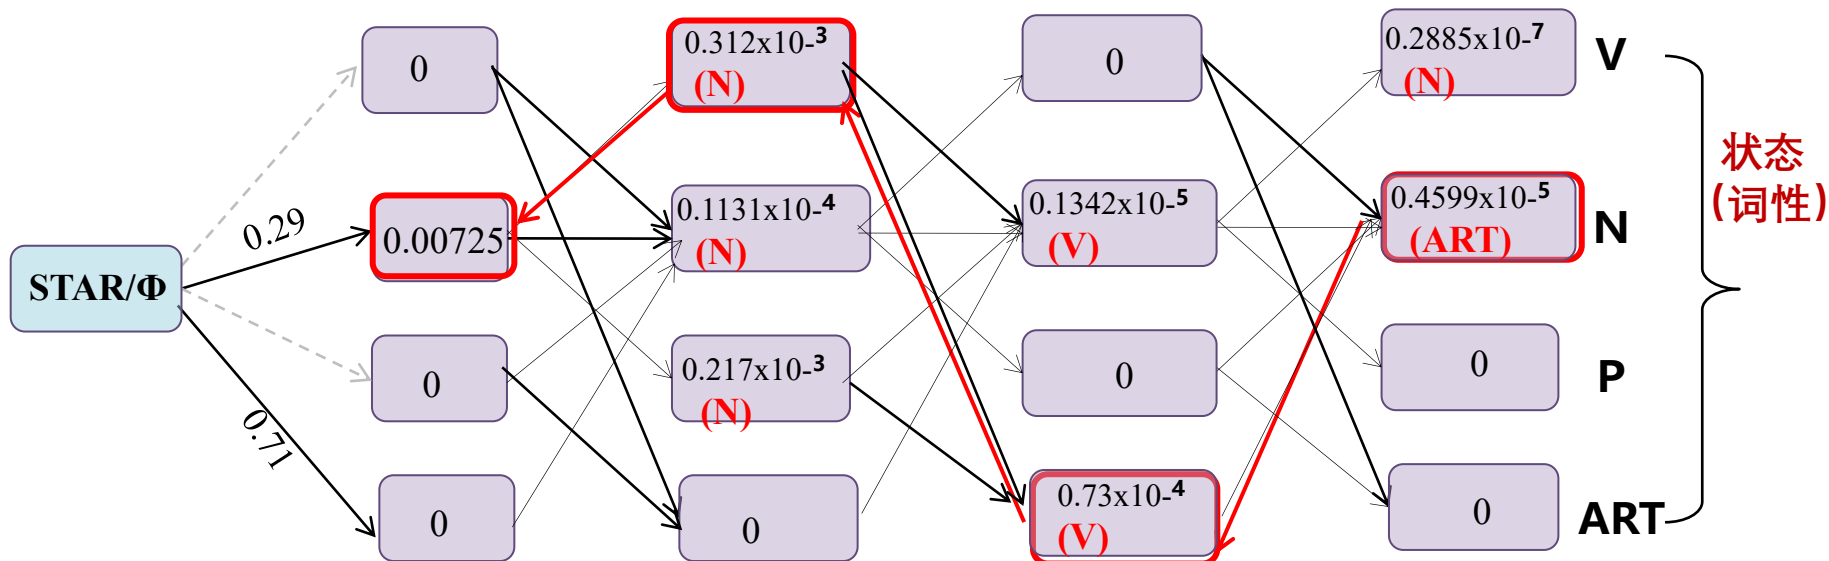 STAR/Φ
0.29
0.71
0
0.00725
0
0
0.312x10-³
(N)
0.1131x10-⁴
(N)
0.217x10-³
(N)
0
0
0.1342x10-⁵
(V)
0
0.73x10-⁴
(V)
0.2885x10-⁷
(N)
0.4599x10-⁵
(ART)
0
0
V
N
P
ART
状态
(词性)